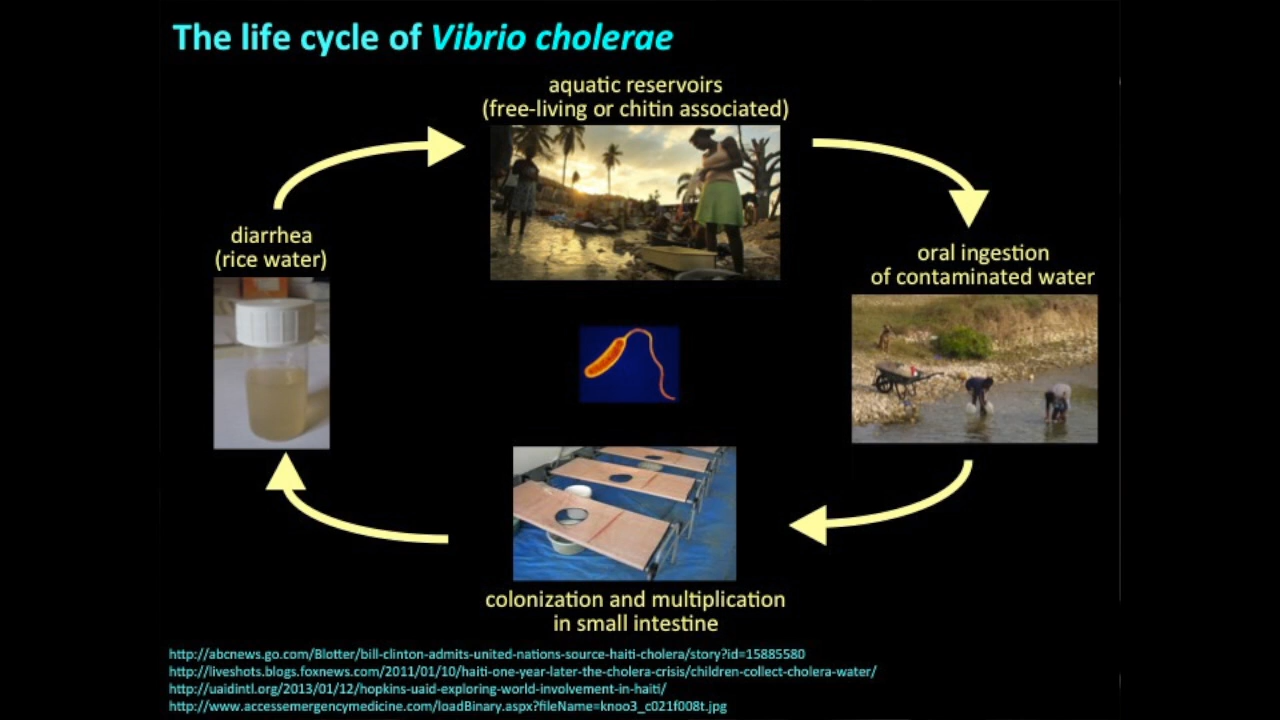 The life cycle of Vibrio cholerae
aquatic reservoirs
(free-living or chitin associated)
oral ingestion
of contaminated water
diarrhea
(rice water)
colonization and multiplication
in small intestine
http://abcnews.go.com/Blotter/bill-clinton-admits-united-nations-source-haiti-cholera/story?id=15885580
http://liveshots.blogs.foxnews.com/2011/01/10/haiti-one-year-later-the-cholera-crisis/children-collect-cholera-water/
http://uaidintl.org/2013/01/12/hopkins-uaid-exploring-world-involvement-in-haiti/
http://www.accessemergencymedicine.com/loadBinary.aspx?fileName=knoo3_c021f008t.jpg